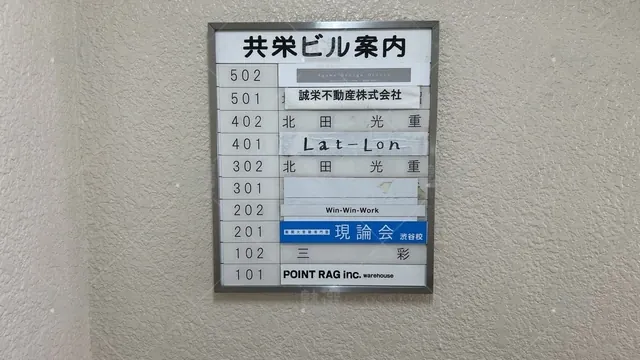 共栄ビル案内
502
501 誠栄不動産株式会社
402 北田 光重
401 Lat-Lon
302 北田 光重
301
202 Win-Win-Work
201 現論会 渋谷校
102 三 彩
101 POINT RAG inc. warehouse